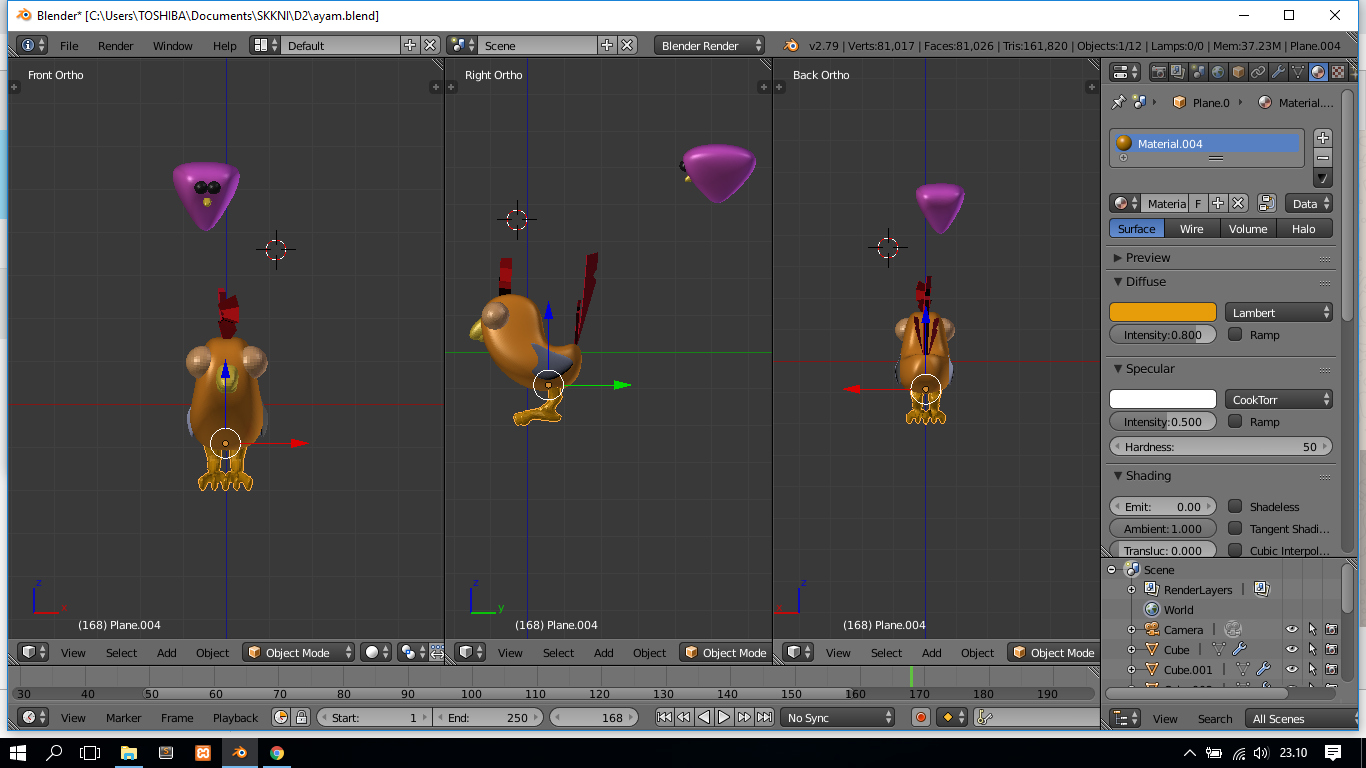 Blender* [C:\Users\TOSHIBA\Documents\SKKNI\D2\ayam.blend]
File Render Window Help Default Scene Blender Render v2.79 | Verts:81,017 | Faces:81,026 | Tris:161,820 | Objects:1/12 | Lamps:0/0 | Mem:37.23M | Plane.004
Front Ortho Right Ortho Back Ortho
Plane.0 Material....
Material.004
Materia F Data
Surface Wire Volume Halo
Preview
Diffuse
Lambert
Intensity:0.800 Ramp
Specular
CookTorr
Intensity:0.500 Ramp
Hardness: 50
Shading
Emit: 0.00 Shadeless
Ambient: 1.000 Tangent Shadi...
Transluc: 0.000 Cubic Interpol...
Scene
RenderLayers
World
Camera
Cube
Cube.001
z x z y z x
(168) Plane.004 (168) Plane.004 (168) Plane.004
View Select Add Object Object Mode View Select Add Object Object Mode View Select Add Object Object Mode
30 40 50 60 70 80 90 100 110 120 130 140 150 160 170 180 190
View Marker Frame Playback Start: 1 End: 250 168 No Sync
View Search All Scenes
23.10